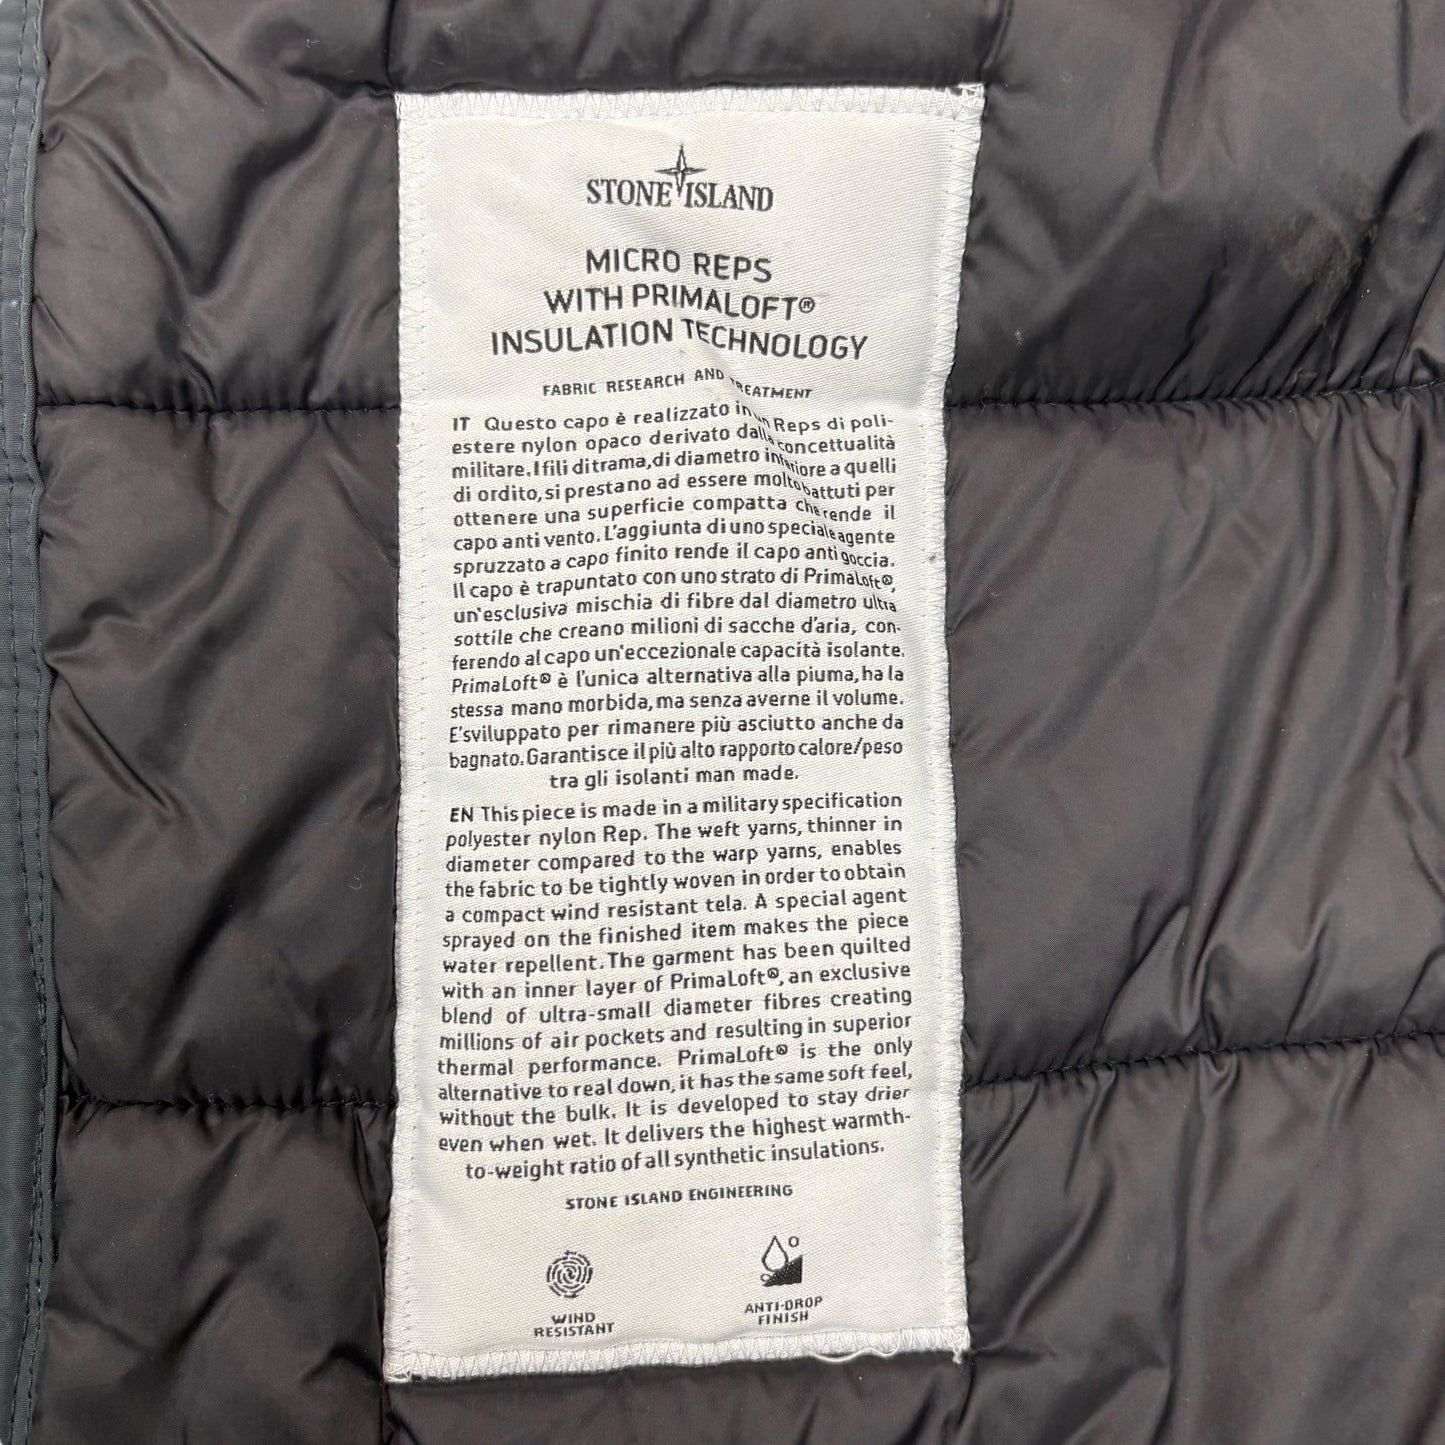 STONE ISLAND
MICRO REPS
WITH PRIMALOFT®
INSULATION TECHNOLOGY
FABRIC RESEARCH AND TREATMENT
IT Questo capo è realizzato in un Reps di poli-
estere nylon opaco derivato dalla concettualità
militare. I fili di trama, di diametro inferiore a quelli
di ordito, si prestano ad essere molto battuti per
ottenere una superficie compatta che rende il
capo anti vento. L'aggiunta di uno speciale agente
spruzzato a capo finito rende il capo anti goccia.
Il capo è trapuntato con uno strato di PrimaLoft®,
un'esclusiva mischia di fibre dal diametro ultra
sottile che creano milioni di sacche d'aria, con-
ferendo al capo un'eccezionale capacità isolante.
PrimaLoft® è l'unica alternativa alla piuma, ha la
stessa mano morbida, ma senza averne il volume.
E'sviluppato per rimanere più asciutto anche da
bagnato. Garantisce il più alto rapporto calore/peso
tra gli isolanti man made.
EN This piece is made in a military specification
polyester nylon Rep. The weft yarns, thinner in
diameter compared to the warp yarns, enables
the fabric to be tightly woven in order to obtain
a compact wind resistant tela. A special agent
sprayed on the finished item makes the piece
water repellent. The garment has been quilted
with an inner layer of PrimaLoft®, an exclusive
blend of ultra-small diameter fibres creating
millions of air pockets and resulting in superior
thermal performance. PrimaLoft® is the only
alternative to real down, it has the same soft feel,
without the bulk. It is developed to stay drier
even when wet. It delivers the highest warmth-
to-weight ratio of all synthetic insulations.
STONE ISLAND ENGINEERING
WIND
RESISTANT
ANTI-DROP
FINISH